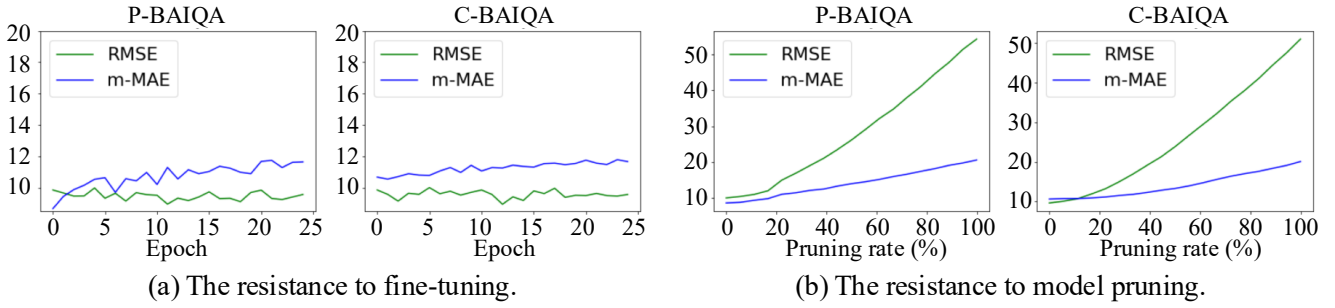 P-BAIQA
20
18
16
14
12
10
RMSE
m-MAE
0 5 10 15 20 25
Epoch
C-BAIQA
20
18
16
14
12
10
RMSE
m-MAE
0 5 10 15 20 25
Epoch
(a) The resistance to fine-tuning.
P-BAIQA
50
40
30
20
10
RMSE
m-MAE
0 20 40 60 80 100
Pruning rate (%)
C-BAIQA
50
40
30
20
10
RMSE
m-MAE
0 20 40 60 80 100
Pruning rate (%)
(b) The resistance to model pruning.